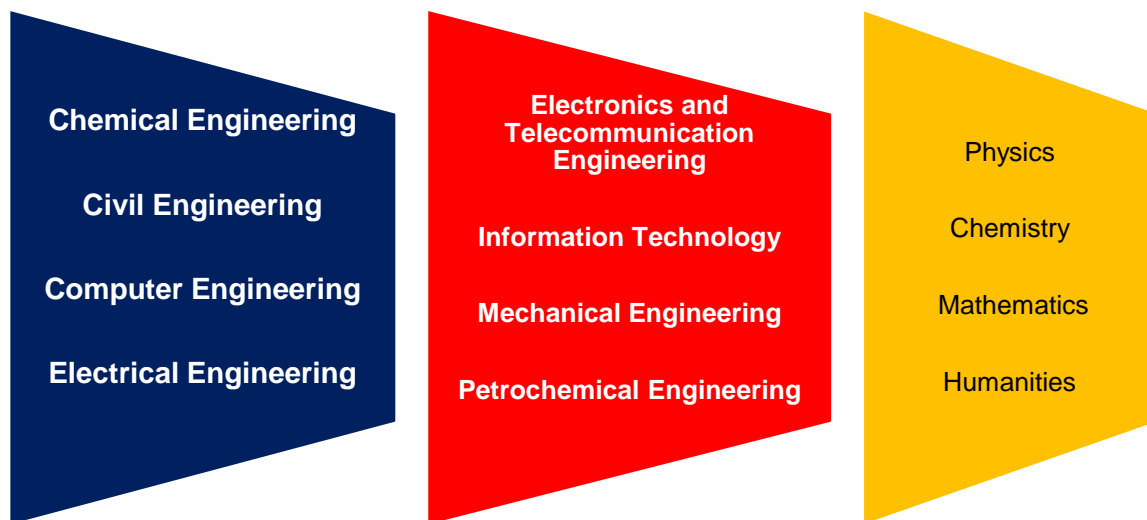 Chemical Engineering
Civil Engineering
Computer Engineering
Electrical Engineering
Electronics and
Telecommunication
Engineering
Information Technology
Mechanical Engineering
Petrochemical Engineering
Physics
Chemistry
Mathematics
Humanities